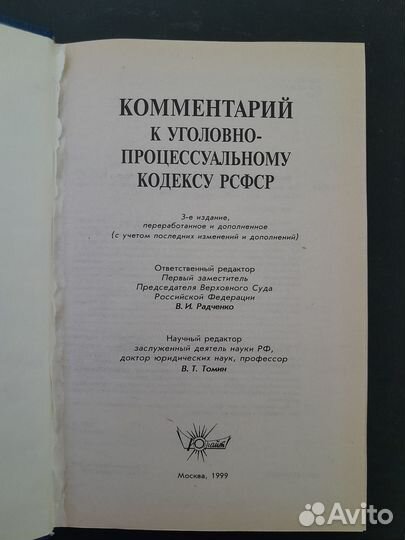 КОММЕНТАРИЙ
К УГОЛОВНО-
ПРОЦЕССУАЛЬНОМУ
КОДЕКСУ РСФСР
3-е издание,
переработанное и дополненное
(с учетом последних изменений и дополнений)
Ответственный редактор
Первый заместитель
Председателя Верховного Суда
Российской Федерации
В. И. Радченко
Научный редактор
заслуженный деятель науки РФ,
доктор юридических наук, профессор
В. Т. Томин
Юрайт
Москва, 1999
Avito